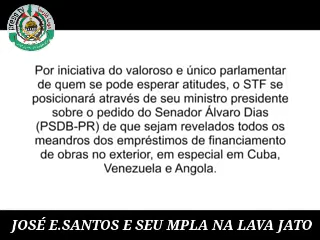 Por iniciativa do valoroso e único parlamentar
de quem se pode esperar atitudes, o STF se
posicionará através de seu ministro presidente
sobre o pedido do Senador Álvaro Dias
(PSDB-PR) de que sejam revelados todos os
meandros dos empréstimos de financiamento
de obras no exterior, em especial em Cuba,
Venezuela e Angola.
JOSÉ E.SANTOS E SEU MPLA NA LAVA JATO